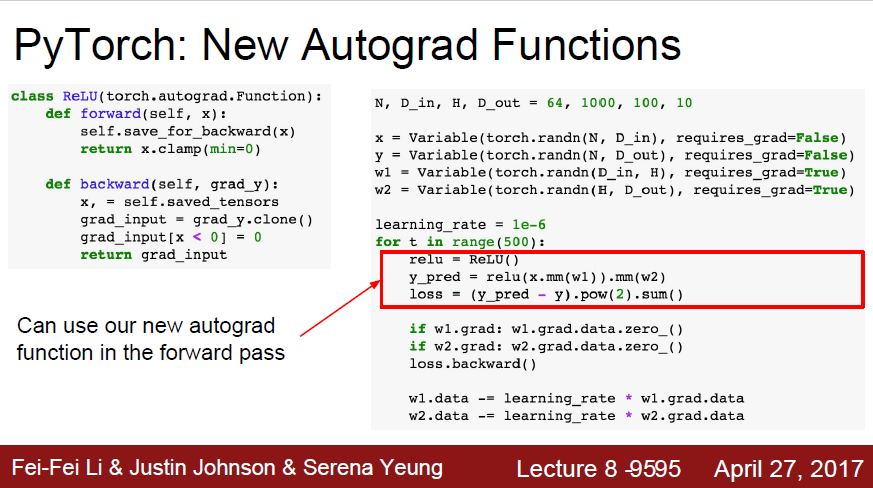 PyTorch: New Autograd Functions
class ReLU(torch.autograd.Function):
    def forward(self, x):
        self.save_for_backward(x)
        return x.clamp(min=0)
    def backward(self, grad_y):
        x, = self.saved_tensors
        grad_input = grad_y.clone()
        grad_input[x < 0] = 0
        return grad_input
Can use our new autograd
function in the forward pass
N, D_in, H, D_out = 64, 1000, 100, 10
x = Variable(torch.randn(N, D_in), requires_grad=False)
y = Variable(torch.randn(N, D_out), requires_grad=False)
w1 = Variable(torch.randn(D_in, H), requires_grad=True)
w2 = Variable(torch.randn(H, D_out), requires_grad=True)
learning_rate = 1e-6
for t in range(500):
    relu = ReLU()
    y_pred = relu(x.mm(w1)).mm(w2)
    loss = (y_pred - y).pow(2).sum()
    if w1.grad: w1.grad.data.zero_()
    if w2.grad: w2.grad.data.zero_()
    loss.backward()
    w1.data -= learning_rate * w1.grad.data
    w2.data -= learning_rate * w2.grad.data
Fei-Fei Li & Justin Johnson & Serena Yeung
Lecture 8 -9595
April 27, 2017